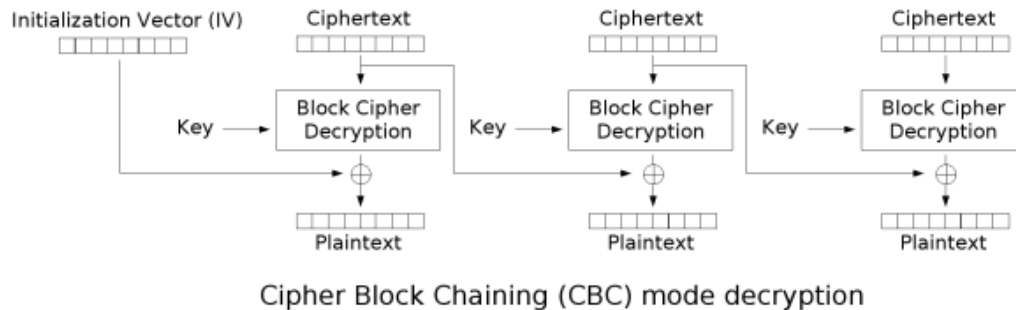 Initialization Vector (IV)
Ciphertext
Ciphertext
Ciphertext
Key
Block Cipher
Decryption
Key
Block Cipher
Decryption
Key
Block Cipher
Decryption
Plaintext
Plaintext
Plaintext
Cipher Block Chaining (CBC) mode decryption